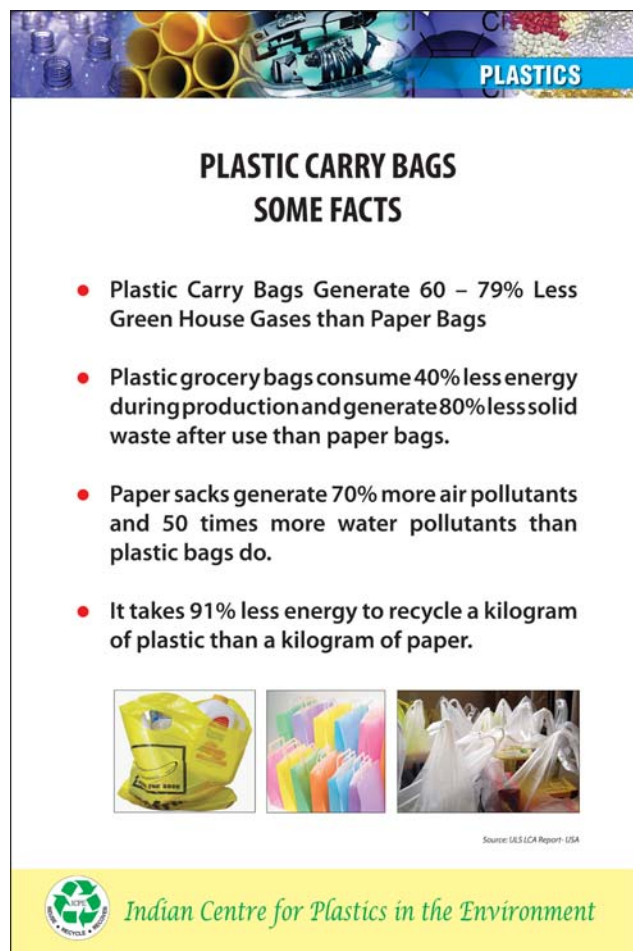 PLASTICS
PLASTIC CARRY BAGS
SOME FACTS
Plastic Carry Bags Generate 60 – 79% Less
Green House Gases than Paper Bags
Plastic grocery bags consume 40% less energy
during production and generate 80% less solid
waste after use than paper bags.
Paper sacks generate 70% more air pollutants
and 50 times more water pollutants than
plastic bags do.
It takes 91% less energy to recycle a kilogram
of plastic than a kilogram of paper.
Source: ULS LCA Report- USA
ICPE
REUSE • RECYCLE • RECOVER
Indian Centre for Plastics in the Environment